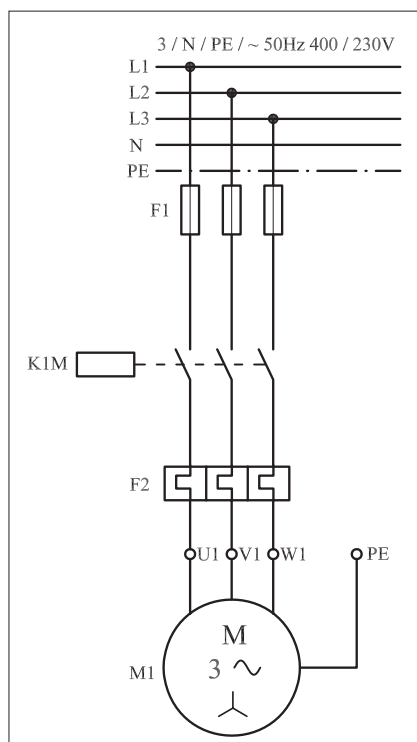 3 / N / PE / ~ 50Hz 400 / 230V
L1
L2
L3
N
PE
F1
K1M
F2
U1 V1 W1 PE
M
M1 3 ~